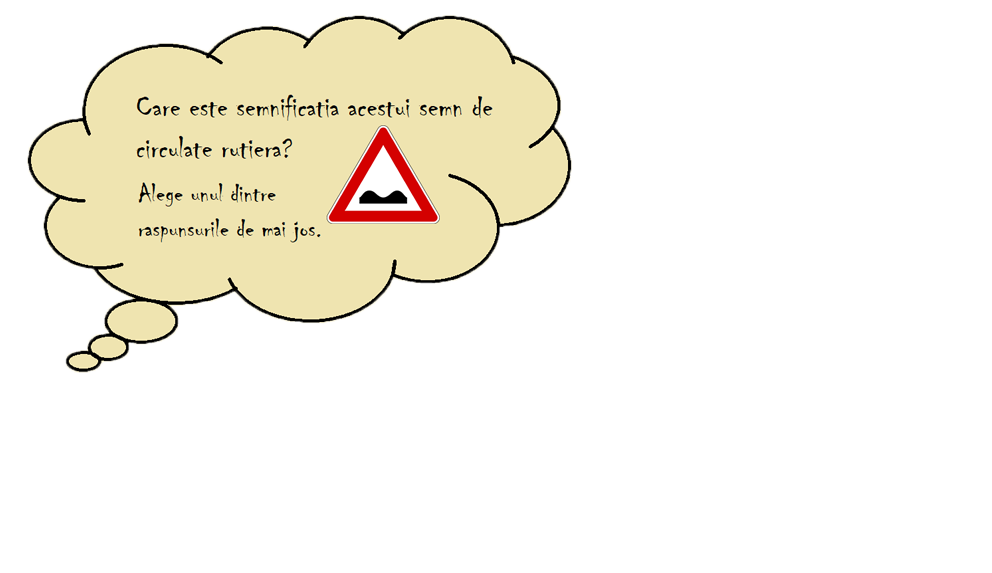 Care este semnificatia acestui semn de
circulate rutiera?
Alege unul dintre
raspunsurile de mai jos.